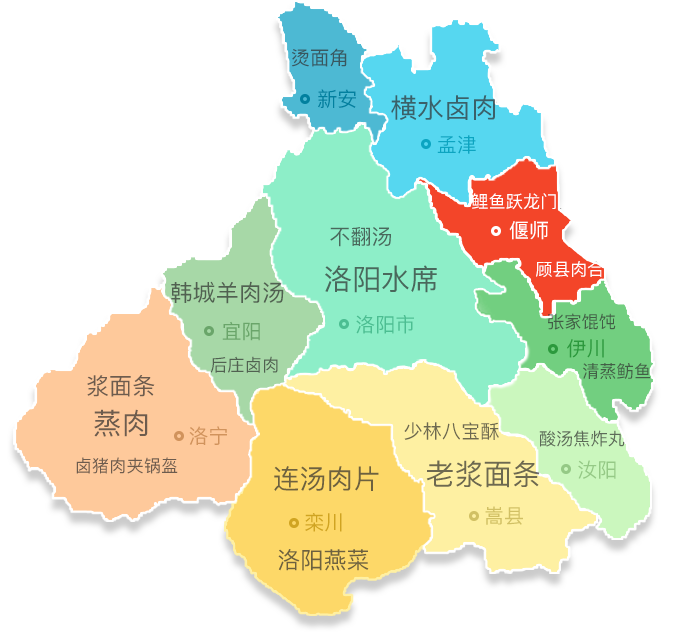 烫面角
新安
横水卤肉
孟津
鲤鱼跃龙门
偃师
顾县肉合
不翻汤
洛阳水席
洛阳市
韩城羊肉汤
宜阳
后庄卤肉
张家馄饨
伊川
清蒸鲂鱼
浆面条
蒸肉
洛宁
卤猪肉夹锅盔
少林八宝酥
老浆面条
嵩县
酸汤焦炸丸
汝阳
连汤肉片
栾川
洛阳燕菜